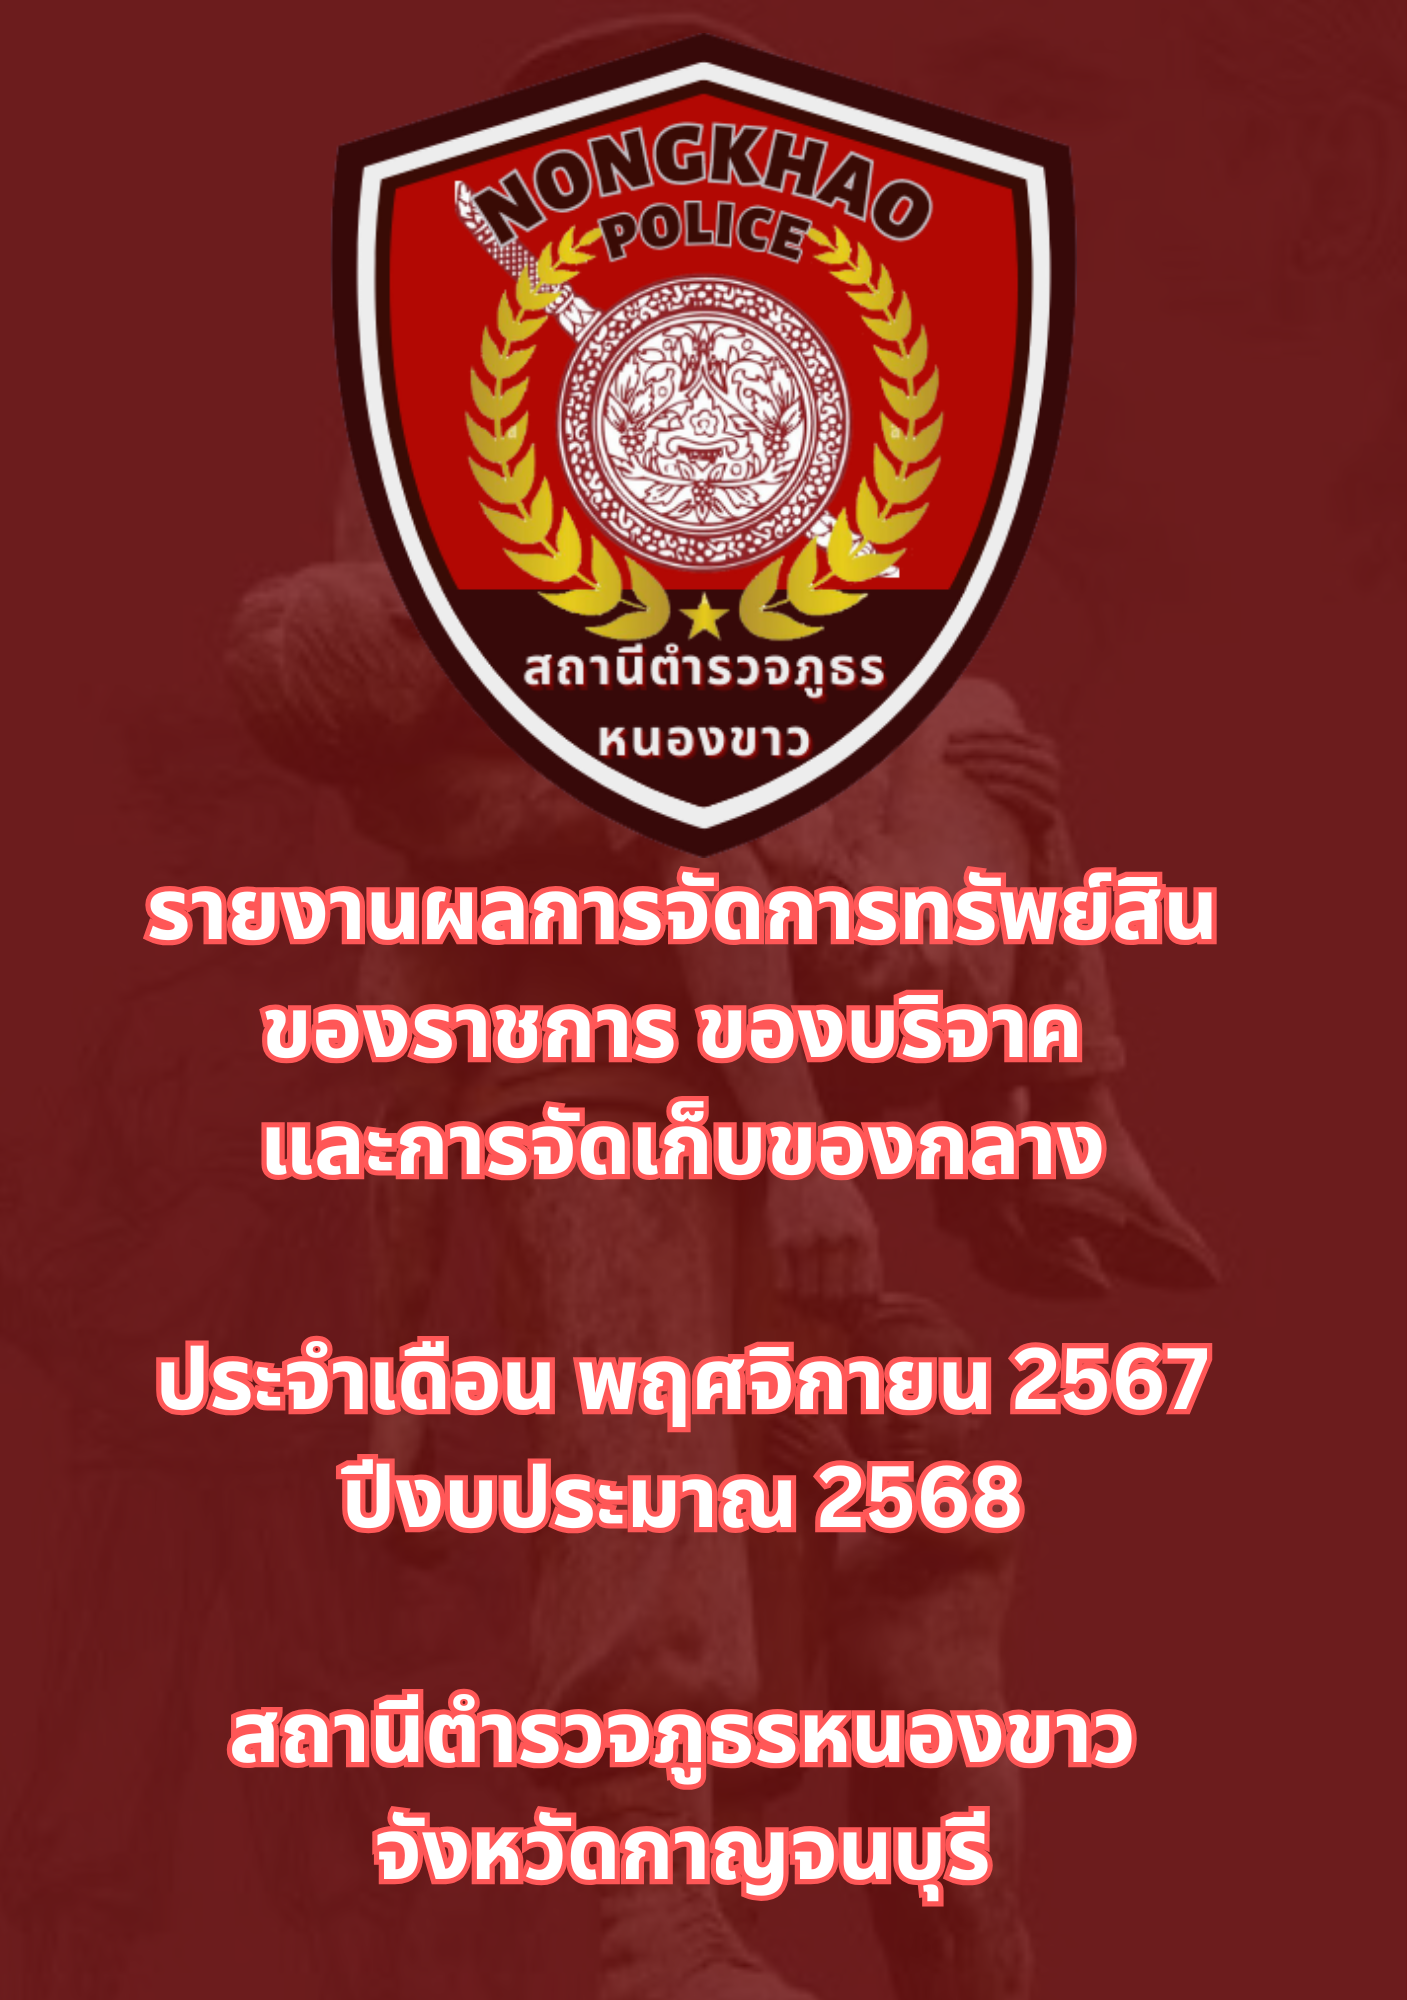 NONGKHAO
POLICE
สถานีตำรวจภูธร
หนองขาว
รายงานผลการจัดการทรัพย์สิน
ของราชการ ของบริจาค
และการจัดเก็บของกลาง
ประจำเดือน พฤศจิกายน 2567
ปีงบประมาณ 2568
สถานีตำรวจภูธรหนองขาว
จังหวัดกาญจนบุรี